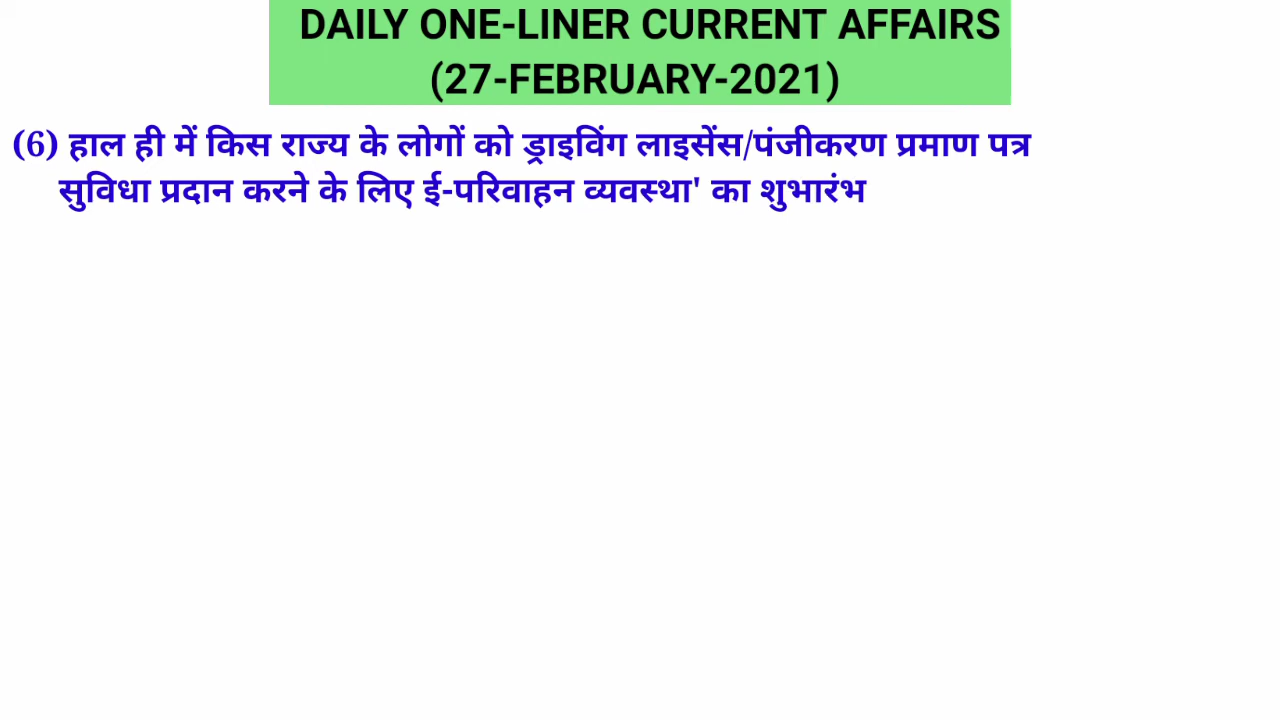 DAILY ONE-LINER CURRENT AFFAIRS
(27-FEBRUARY-2021)
(6) हाल ही में किस राज्य के लोगों को ड्राइविंग लाइसेंस/पंजीकरण प्रमाण पत्र
सुविधा प्रदान करने के लिए ई-परिवाहन व्यवस्था' का शुभारंभ